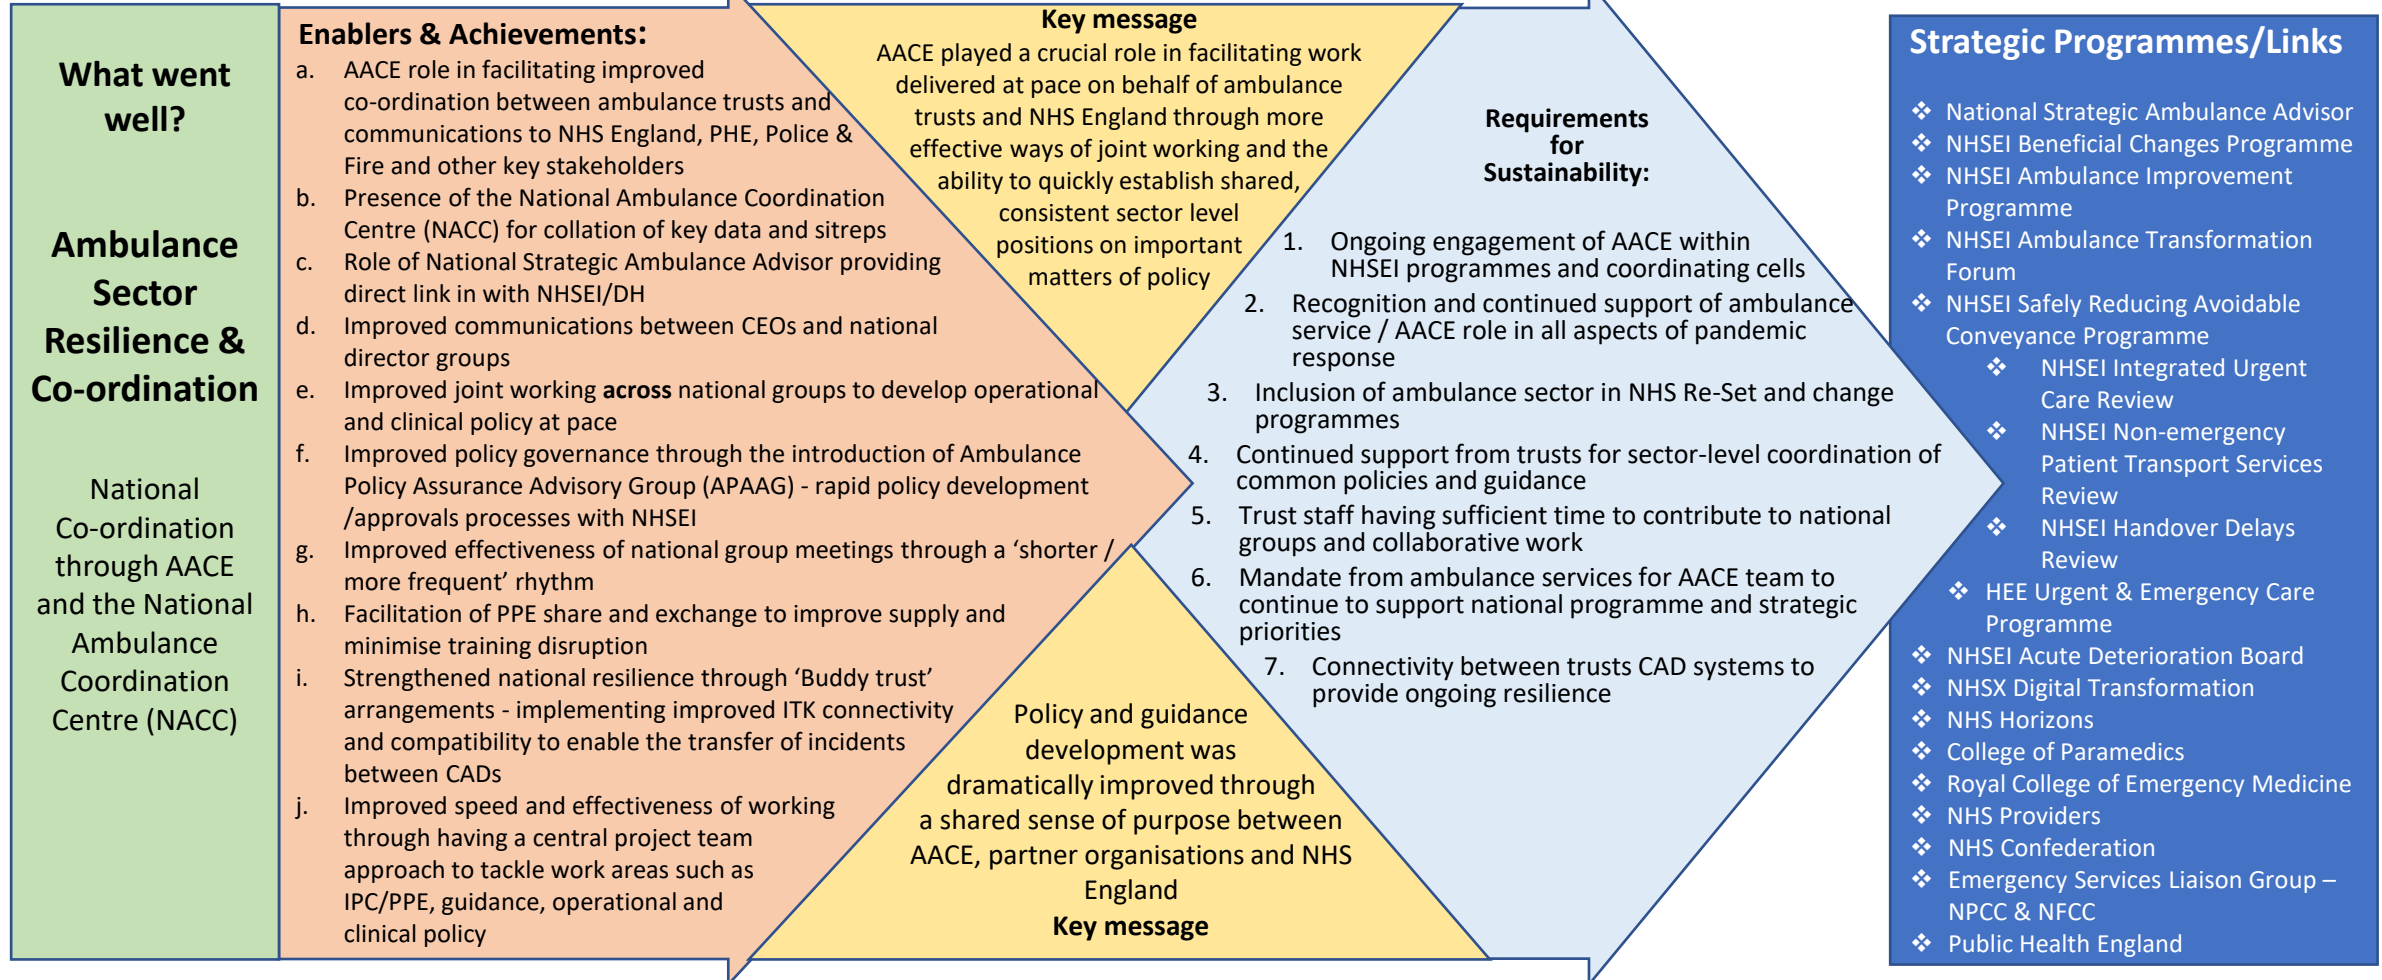 What went
well?
Ambulance
Sector
Resilience &
Co-ordination
National
Co-ordination
through AACE
and the National
Ambulance
Coordination
Centre (NACC)
Enablers & Achievements:
a. AACE role in facilitating improved
co-ordination between ambulance trusts and
communications to NHS England, PHE, Police &
Fire and other key stakeholders
b. Presence of the National Ambulance Coordination
Centre (NACC) for collation of key data and sitreps
c. Role of National Strategic Ambulance Advisor providing
direct link in with NHSEI/DH
d. Improved communications between CEOs and national
director groups
e. Improved joint working across national groups to develop operational
and clinical policy at pace
f. Improved policy governance through the introduction of Ambulance
Policy Assurance Advisory Group (APAAG) - rapid policy development
/approvals processes with NHSEI
g. Improved effectiveness of national group meetings through a ‘shorter /
more frequent’ rhythm
h. Facilitation of PPE share and exchange to improve supply and
minimise training disruption
i. Strengthened national resilience through ‘Buddy trust’
arrangements - implementing improved ITK connectivity
and compatibility to enable the transfer of incidents
between CADs
j. Improved speed and effectiveness of working
through having a central project team
approach to tackle work areas such as
IPC/PPE, guidance, operational and
clinical policy
Key message
AACE played a crucial role in facilitating work
delivered at pace on behalf of ambulance
trusts and NHS England through more
effective ways of joint working and the
ability to quickly establish shared,
consistent sector level
positions on important
matters of policy
Policy and guidance
development was
dramatically improved through
a shared sense of purpose between
AACE, partner organisations and NHS
England
Key message
Requirements
for
Sustainability:
1. Ongoing engagement of AACE within
NHSEI programmes and coordinating cells
2. Recognition and continued support of ambulance
service / AACE role in all aspects of pandemic
response
3. Inclusion of ambulance sector in NHS Re-Set and change
programmes
4. Continued support from trusts for sector-level coordination of
common policies and guidance
5. Trust staff having sufficient time to contribute to national
groups and collaborative work
6. Mandate from ambulance services for AACE team to
continue to support national programme and strategic
priorities
7. Connectivity between trusts CAD systems to
provide ongoing resilience
Strategic Programmes/Links
❖ National Strategic Ambulance Advisor
❖ NHSEI Beneficial Changes Programme
❖ NHSEI Ambulance Improvement
Programme
❖ NHSEI Ambulance Transformation
Forum
❖ NHSEI Safely Reducing Avoidable
Conveyance Programme
❖ NHSEI Integrated Urgent
Care Review
❖ NHSEI Non-emergency
Patient Transport Services
Review
❖ NHSEI Handover Delays
Review
❖ HEE Urgent & Emergency Care
Programme
❖ NHSEI Acute Deterioration Board
❖ NHSX Digital Transformation
❖ NHS Horizons
❖ College of Paramedics
❖ Royal College of Emergency Medicine
❖ NHS Providers
❖ NHS Confederation
❖ Emergency Services Liaison Group –
NPCC & NFCC
❖ Public Health England